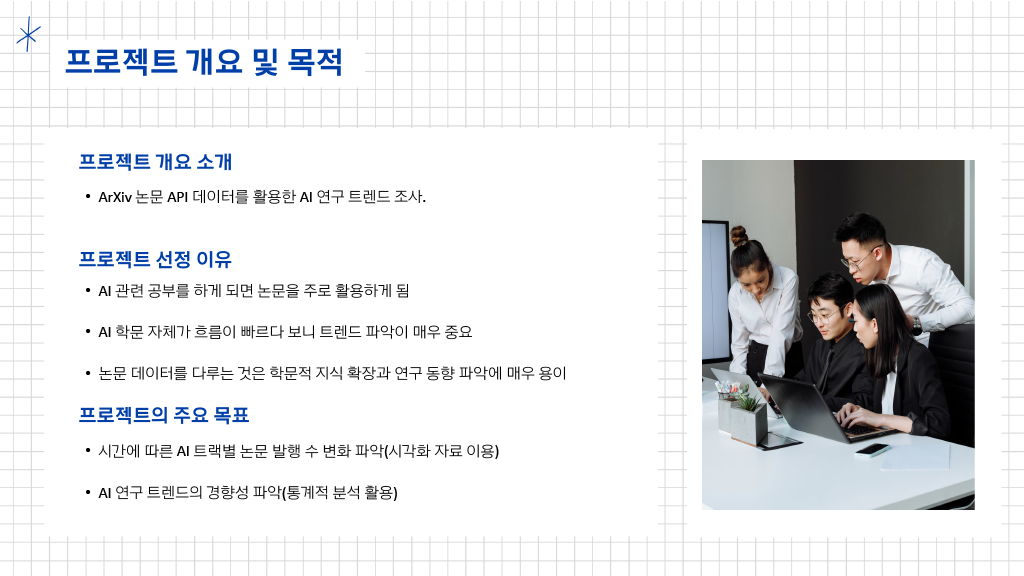 프로젝트 개요 및 목적
프로젝트 개요 소개
• ArXiv 논문 API 데이터를 활용한 AI 연구 트렌드 조사.
프로젝트 선정 이유
• AI 관련 공부를 하게 되면 논문을 주로 활용하게 됨
• AI 학문 자체가 흐름이 빠르다 보니 트렌드 파악이 매우 중요
• 논문 데이터를 다루는 것은 학문적 지식 확장과 연구 동향 파악에 매우 용이
프로젝트의 주요 목표
• 시간에 따른 AI 트랙별 논문 발행 수 변화 파악(시각화 자료 이용)
• AI 연구 트렌드의 경향성 파악(통계적 분석 활용)